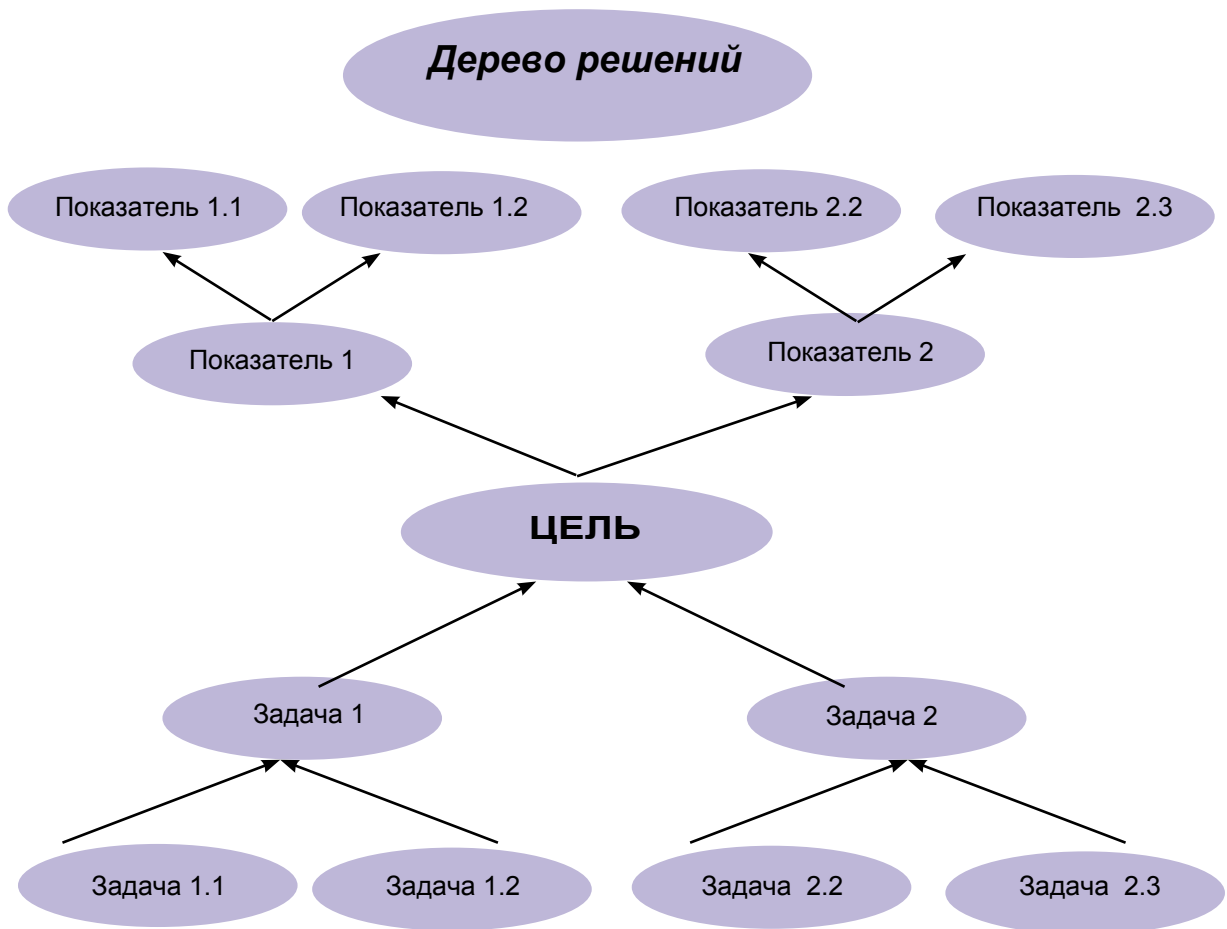 Дерево решений
Показатель 1.1
Показатель 1.2
Показатель 2.2
Показатель 2.3
Показатель 1
Показатель 2
ЦЕЛЬ
Задача 1
Задача 2
Задача 1.1
Задача 1.2
Задача 2.2
Задача 2.3